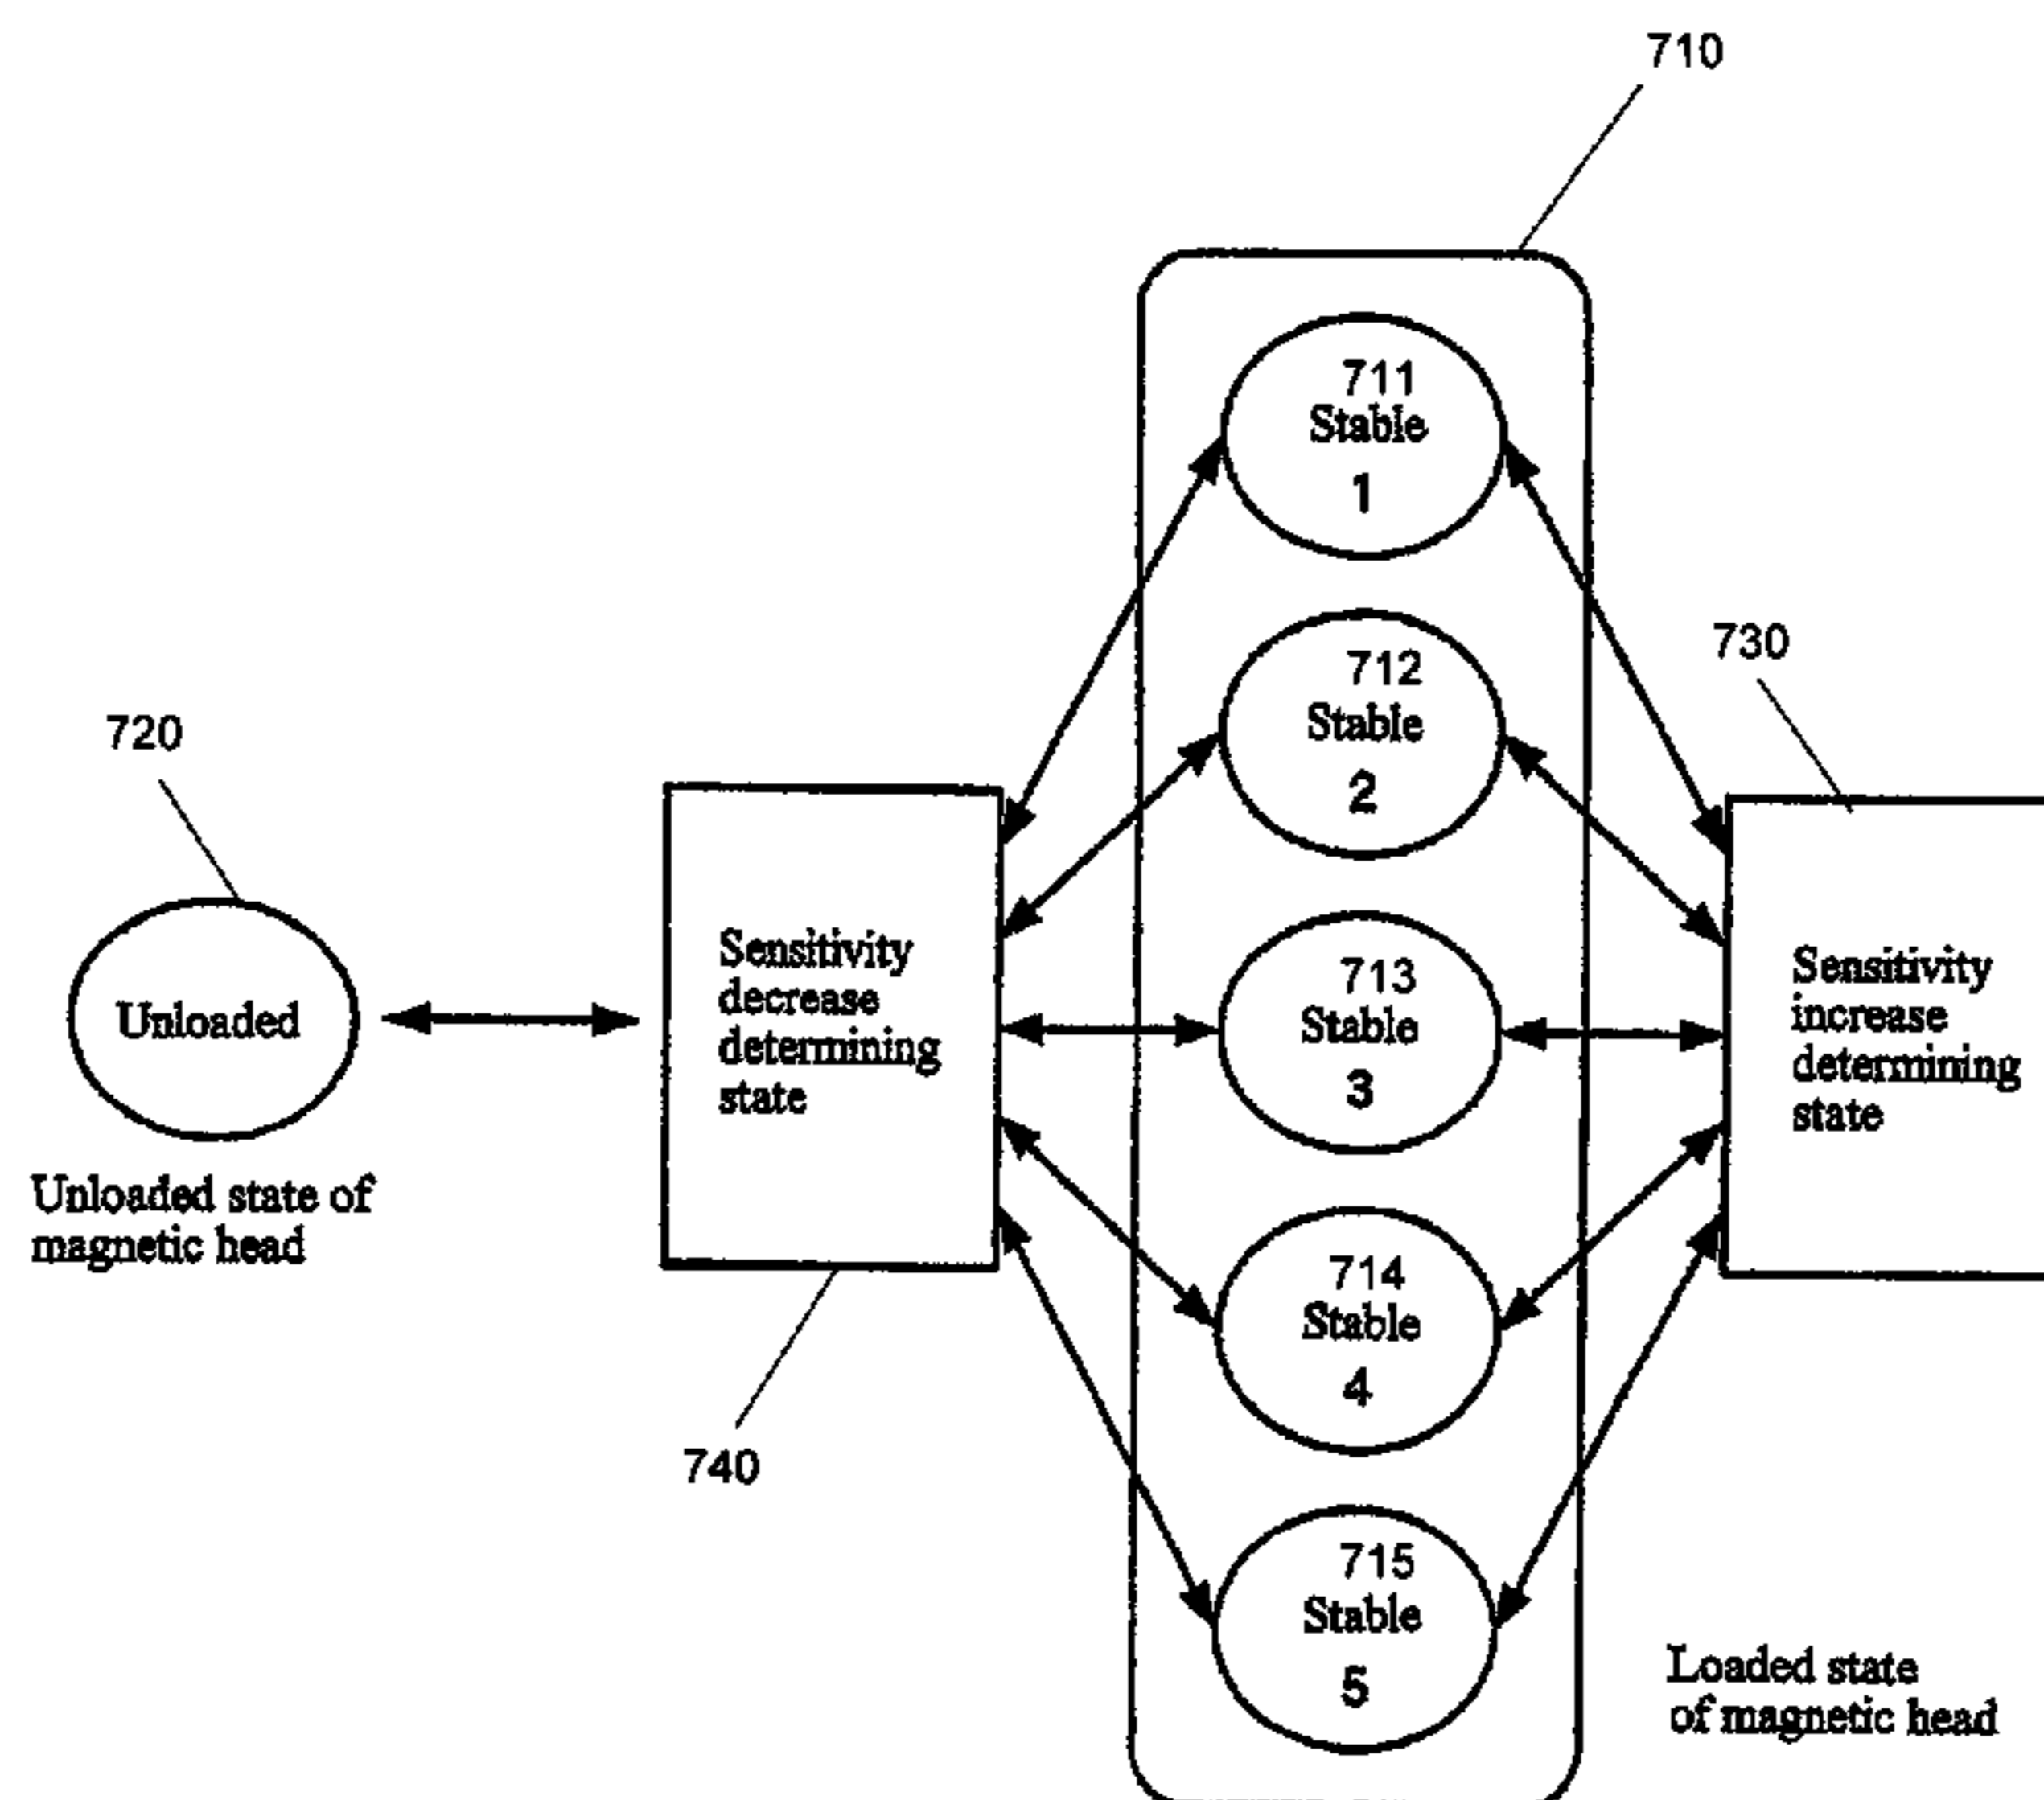 710
711
Stable
1
730
712
Stable
2
720
Unloaded
Unloaded state of
magnetic head
Sensitivity
decrease
determining
state
740
713
Stable
3
Sensitivity
increase
determining
state
714
Stable
4
715
Stable
5
Loaded state
of magnetic head